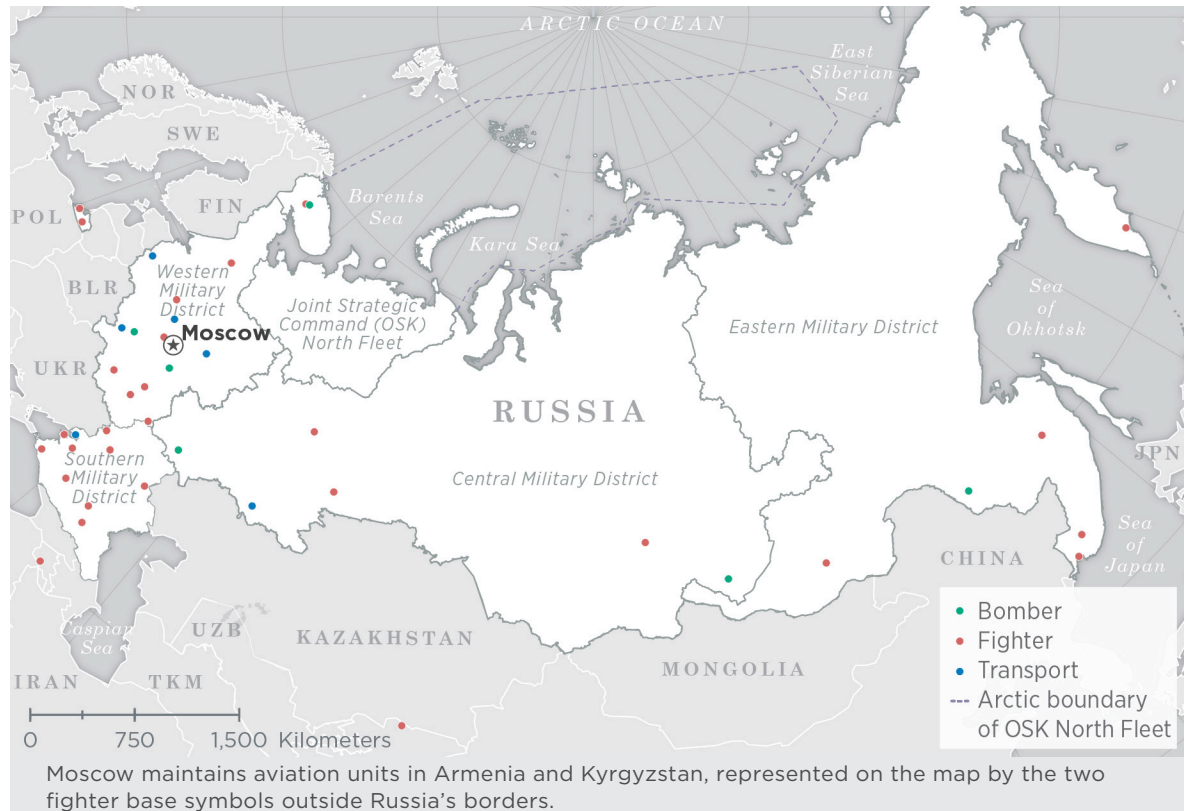 ARCTIC OCEAN
East
Siberian
Sea
NOR
SWE
FIN
Barents
Sea
Kara Sea
POL
BLR
Western
Military
District
Moscow
Joint Strategic
Command (OSK)
North Fleet
Eastern Military District
Sea
of
Okhotsk
UKR
RUSSIA
Southern
Military
District
Central Military District
JPN
Sea
of
Japan
CHINA
Caspian
Sea
UZB
KAZAKHSTAN
MONGOLIA
IRAN
TKM
Bomber
Fighter
Transport
Arctic boundary
of OSK North Fleet
0 750 1,500 Kilometers
Moscow maintains aviation units in Armenia and Kyrgyzstan, represented on the map by the two
fighter base symbols outside Russia's borders.